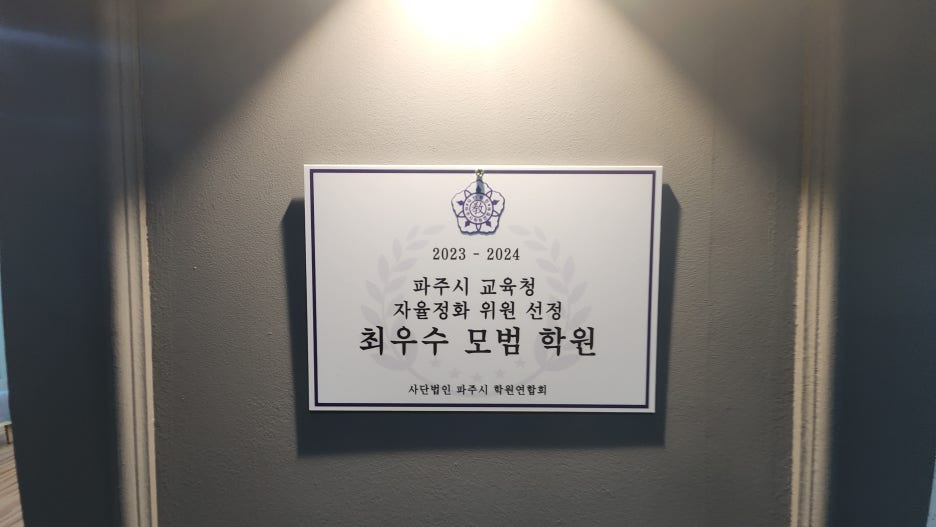 敎
2023 - 2024
파주시 교육청
자율정화 위원 선정
최우수 모범 학원
사단법인 파주시 학원연합회